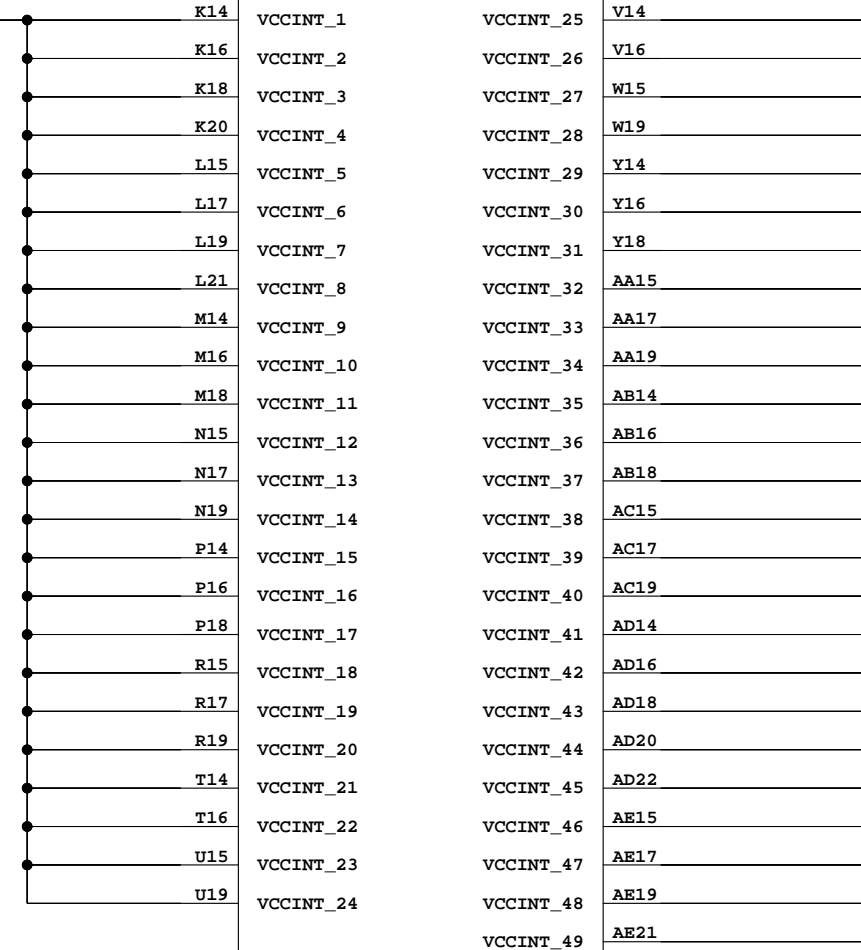 K14 VCCINT_1 VCCINT_25 V14
K16 VCCINT_2 VCCINT_26 V16
K18 VCCINT_3 VCCINT_27 W15
K20 VCCINT_4 VCCINT_28 W19
L15 VCCINT_5 VCCINT_29 Y14
L17 VCCINT_6 VCCINT_30 Y16
L19 VCCINT_7 VCCINT_31 Y18
L21 VCCINT_8 VCCINT_32 AA15
M14 VCCINT_9 VCCINT_33 AA17
M16 VCCINT_10 VCCINT_34 AA19
M18 VCCINT_11 VCCINT_35 AB14
N15 VCCINT_12 VCCINT_36 AB16
N17 VCCINT_13 VCCINT_37 AB18
N19 VCCINT_14 VCCINT_38 AC15
P14 VCCINT_15 VCCINT_39 AC17
P16 VCCINT_16 VCCINT_40 AC19
P18 VCCINT_17 VCCINT_41 AD14
R15 VCCINT_18 VCCINT_42 AD16
R17 VCCINT_19 VCCINT_43 AD18
R19 VCCINT_20 VCCINT_44 AD20
T14 VCCINT_21 VCCINT_45 AD22
T16 VCCINT_22 VCCINT_46 AE15
U15 VCCINT_23 VCCINT_47 AE17
U19 VCCINT_24 VCCINT_48 AE19
VCCINT_49 AE21